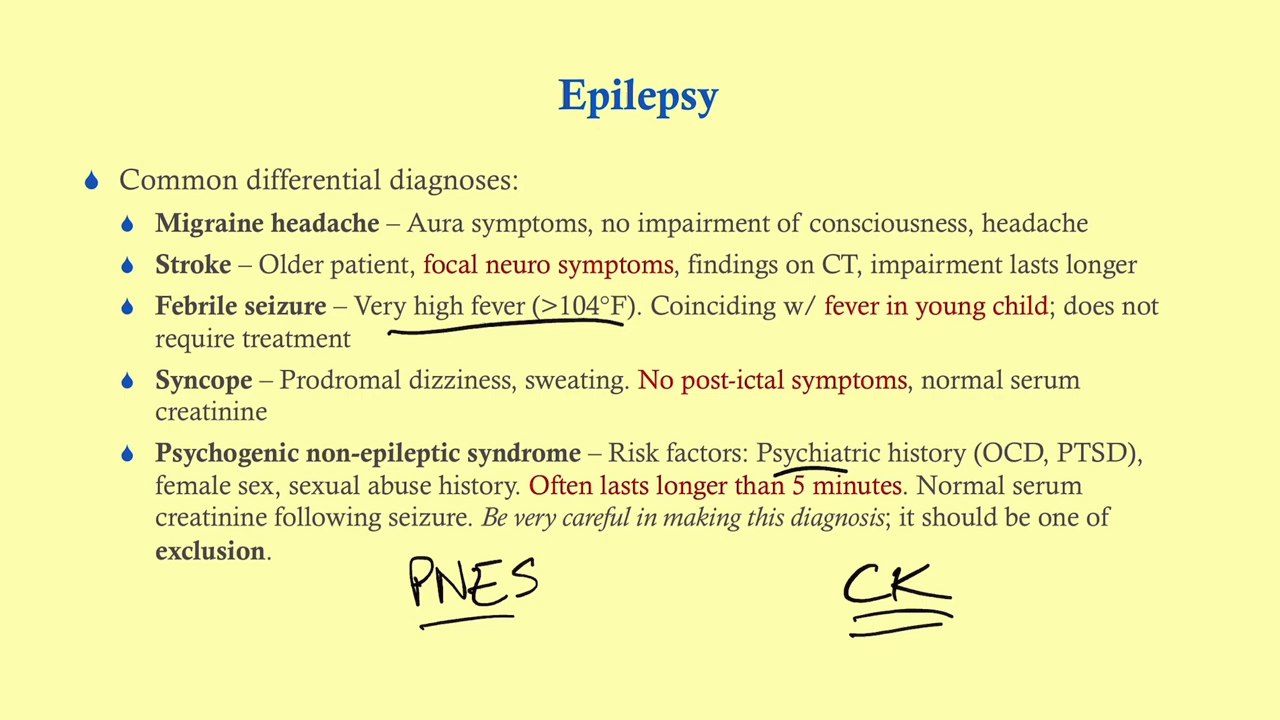 Epilepsy
Common differential diagnoses:
Migraine headache – Aura symptoms, no impairment of consciousness, headache
Stroke – Older patient, focal neuro symptoms, findings on CT, impairment lasts longer
Febrile seizure – Very high fever (>104°F). Coinciding w/ fever in young child; does not
require treatment
Syncope – Prodromal dizziness, sweating. No post-ictal symptoms, normal serum
creatinine
Psychogenic non-epileptic syndrome – Risk factors: Psychiatric history (OCD, PTSD),
female sex, sexual abuse history. Often lasts longer than 5 minutes. Normal serum
creatinine following seizure. Be very careful in making this diagnosis; it should be one of
exclusion.
PNES CK